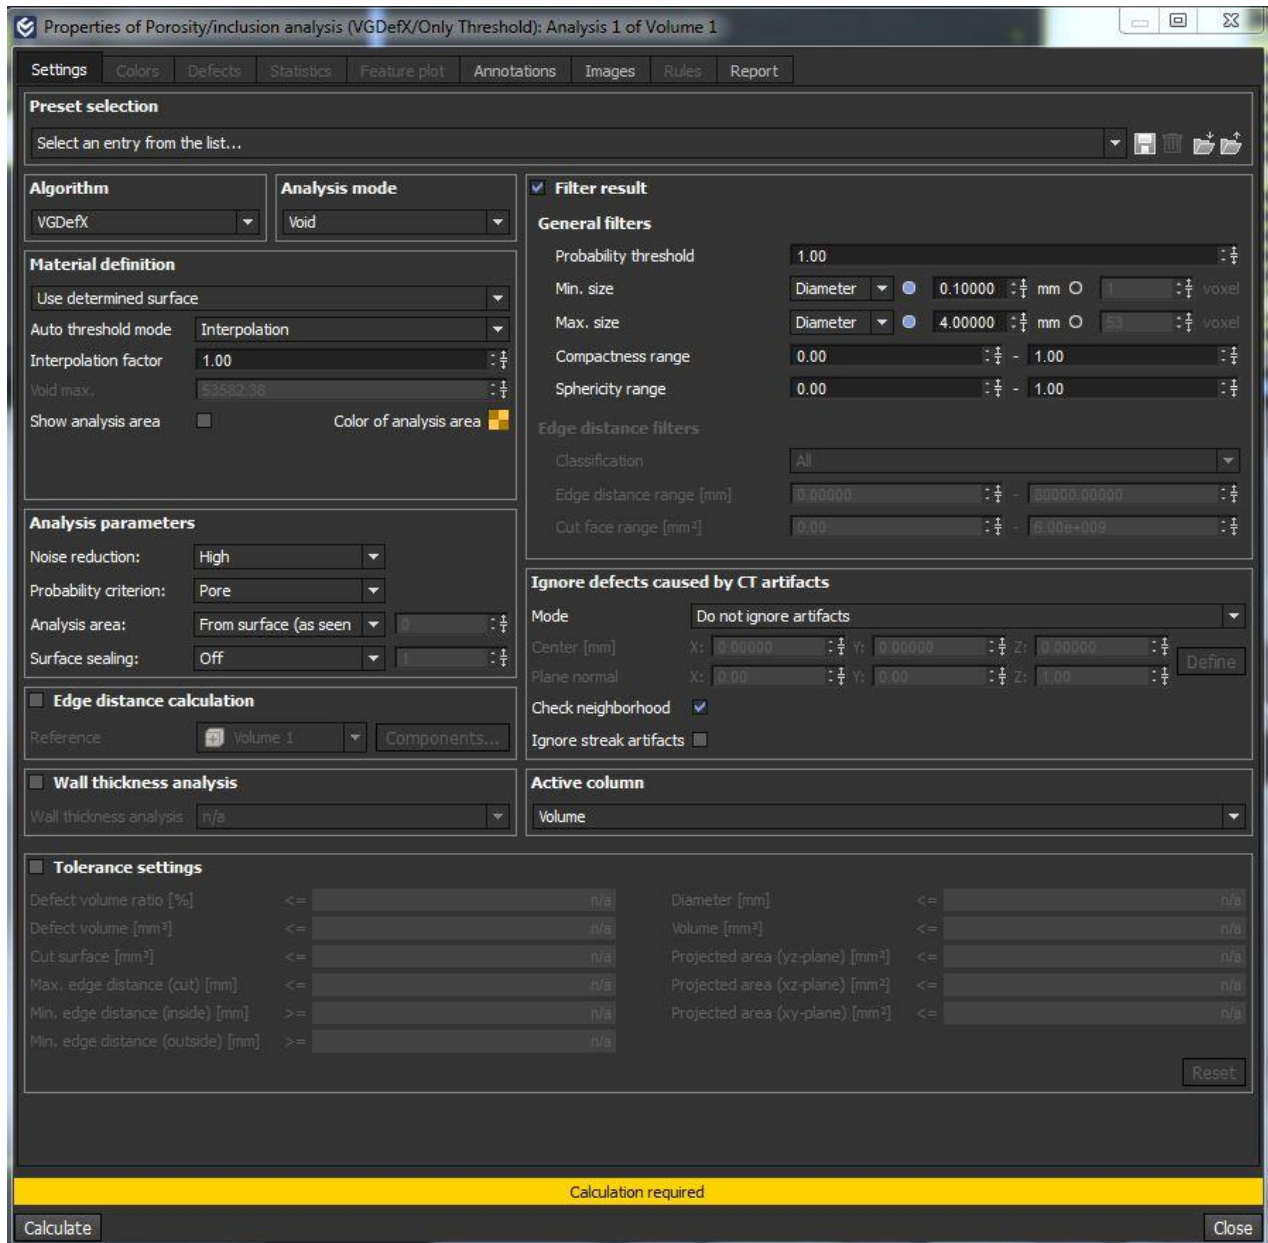 Properties of Porosity/inclusion analysis (VGDefX/Only Threshold): Analysis 1 of Volume 1
Settings Colors Defects Statistics Feature plot Annotations Images Rules Report
Preset selection
Select an entry from the list...
Algorithm
VGDefX
Analysis mode
Void
Material definition
Use determined surface
Auto threshold mode Interpolation
Interpolation factor 1.00
Void max. 53582.38
Show analysis area Color of analysis area
Analysis parameters
Noise reduction: High
Probability criterion: Pore
Analysis area: From surface (as seen 0
Surface sealing: Off 1
Edge distance calculation
Reference Volume 1 Components...
Wall thickness analysis
Wall thickness analysis n/a
Filter result
General filters
Probability threshold 1.00
Min. size Diameter 0.10000 mm 1 voxel
Max. size Diameter 4.00000 mm 53 voxel
Compactness range 0.00 - 1.00
Sphericity range 0.00 - 1.00
Edge distance filters
Classification All
Edge distance range [mm] 0.00000 - 80000.00000
Cut face range [mm²] 0.00 - 6.00e+009
Ignore defects caused by CT artifacts
Mode Do not ignore artifacts
Center [mm] X: 0.00000 Y: 0.00000 Z: 0.00000
Define
Plane normal X: 0.00 Y: 0.00 Z: 1.00
Check neighborhood
Ignore streak artifacts
Active column
Volume
Tolerance settings
Defect volume ratio [%] <= n/a Diameter [mm] <= n/a
Defect volume [mm³] <= n/a Volume [mm³] <= n/a
Cut surface [mm²] <= n/a Projected area (yz-plane) [mm²] <= n/a
Max. edge distance (cut) [mm] <= n/a Projected area (xz-plane) [mm²] <= n/a
Min. edge distance (inside) [mm] >= n/a Projected area (xy-plane) [mm²] <= n/a
Min. edge distance (outside) [mm] >= n/a
Reset
Calculation required
Calculate Close